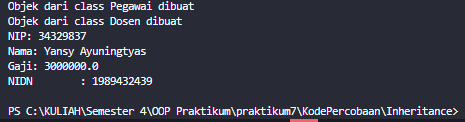 Objek dari class Pegawai dibuat
Objek dari class Dosen dibuat
NIP: 34329837
Nama: Yansy Ayuningtyas
Gaji: 3000000.0
NIDN      : 1989432439
PS C:\KULIAH\Semester 4\OOP Praktikum\praktikum7\KodePercobaan\Inheritance>